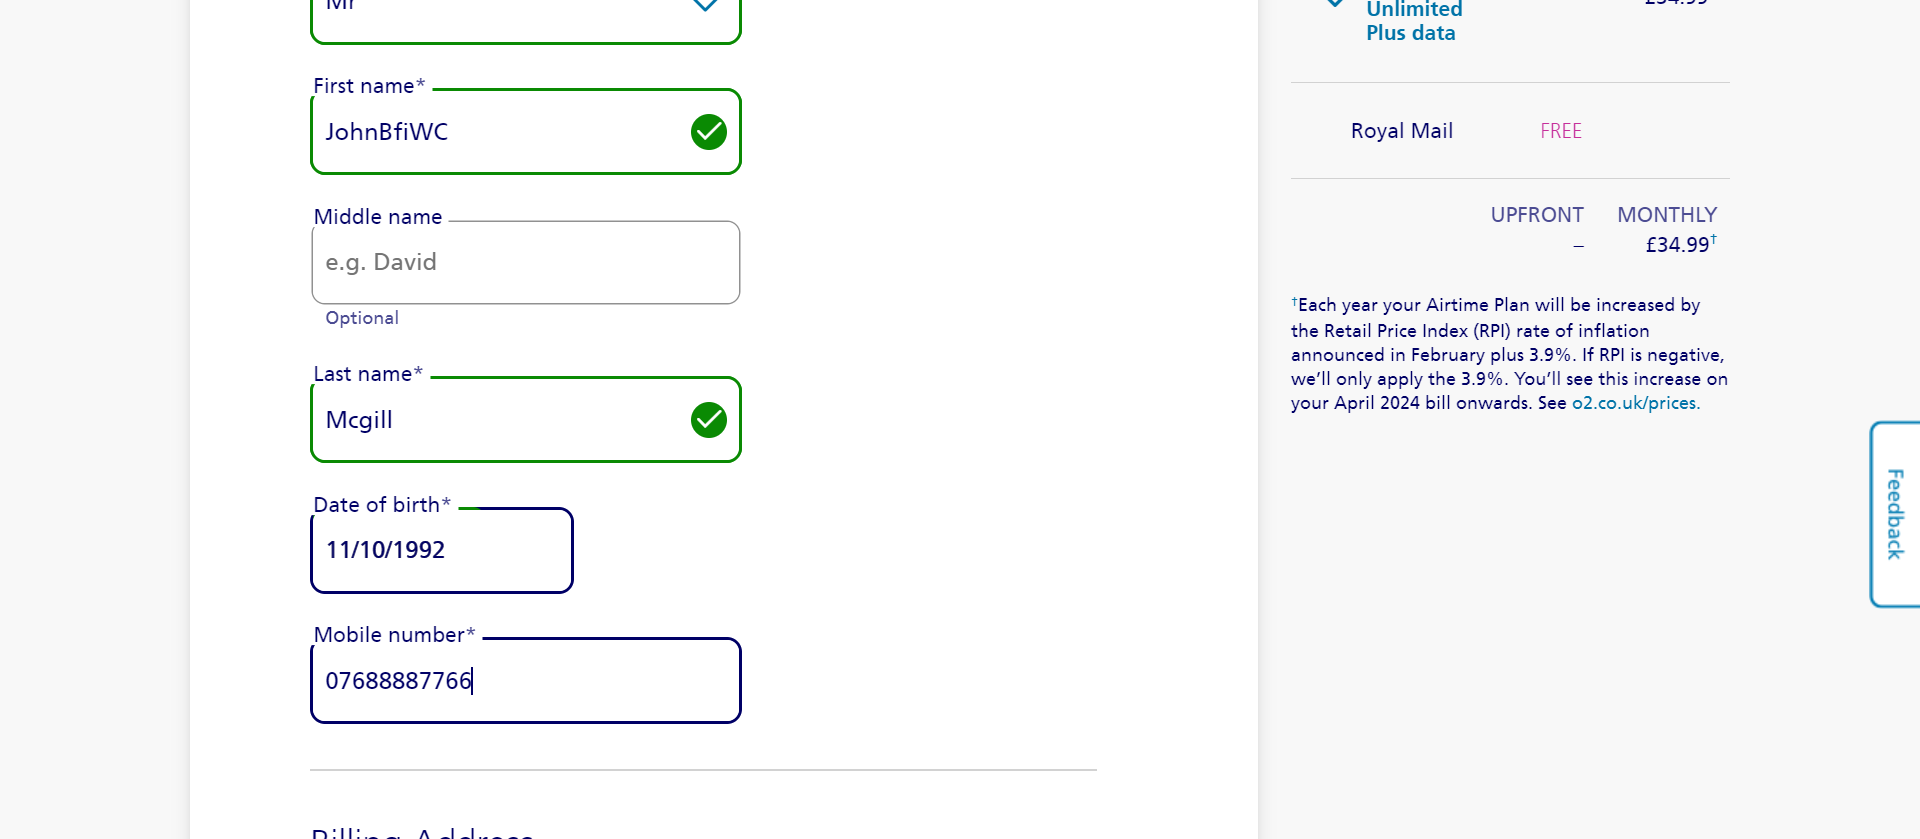 Mr
First name*
JohnBfiWC
Middle name
e.g. David
Optional
Last name*
Mcgill
Date of birth*
11/10/1992
Mobile number*
07688887766
Billing Address
Unlimited
£34.99
Plus data
Royal Mail FREE
UPFRONT MONTHLY
– £34.99†
†Each year your Airtime Plan will be increased by
the Retail Price Index (RPI) rate of inflation
announced in February plus 3.9%. If RPI is negative,
we’ll only apply the 3.9%. You’ll see this increase on
your April 2024 bill onwards. See o2.co.uk/prices.
Feedback